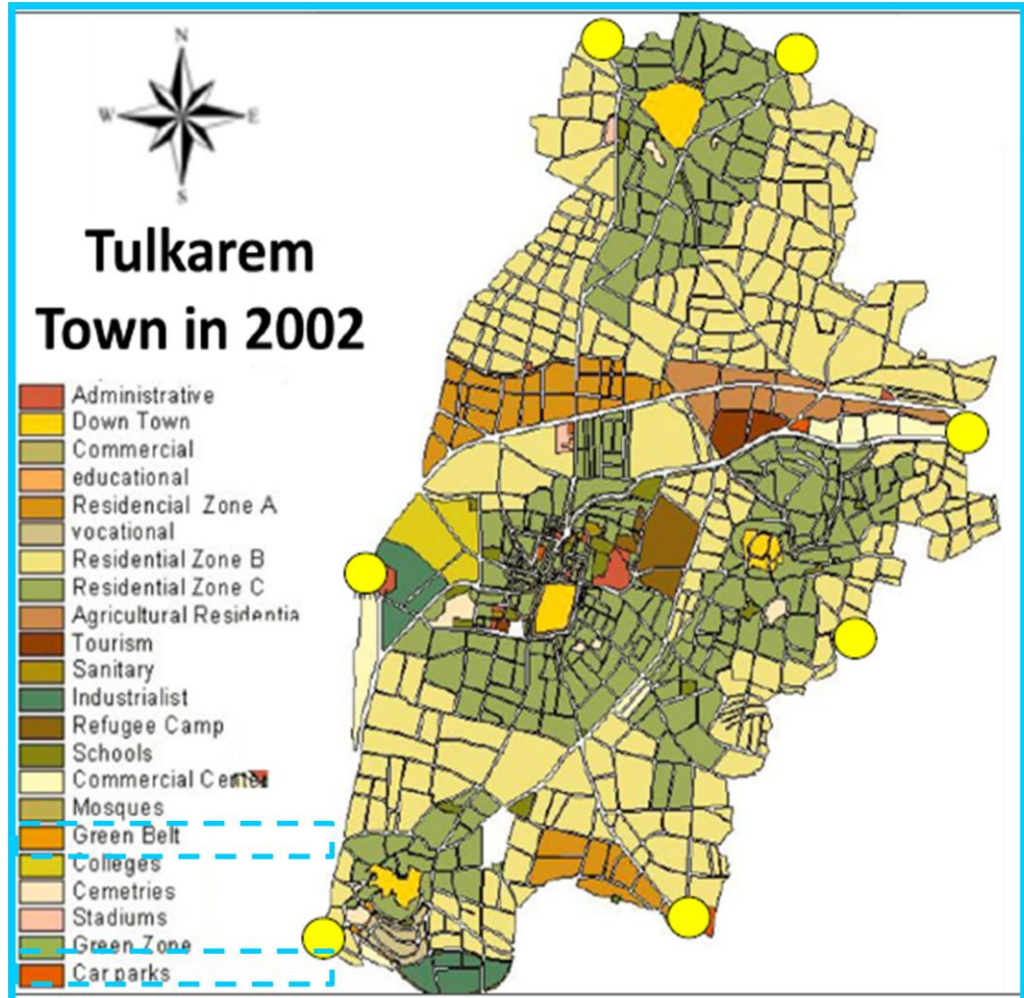 N
W
E
S
Tulkarem
Town in 2002
Administrative
Down Town
Commercial
educational
Residencial Zone A
vocational
Residential Zone B
Residential Zone C
Agricultural Residentia
Tourism
Sanitary
Industrialist
Refugee Camp
Schools
Commercial Center
Mosques
Green Belt
Colleges
Cemetries
Stadiums
Green Zone
Car parks